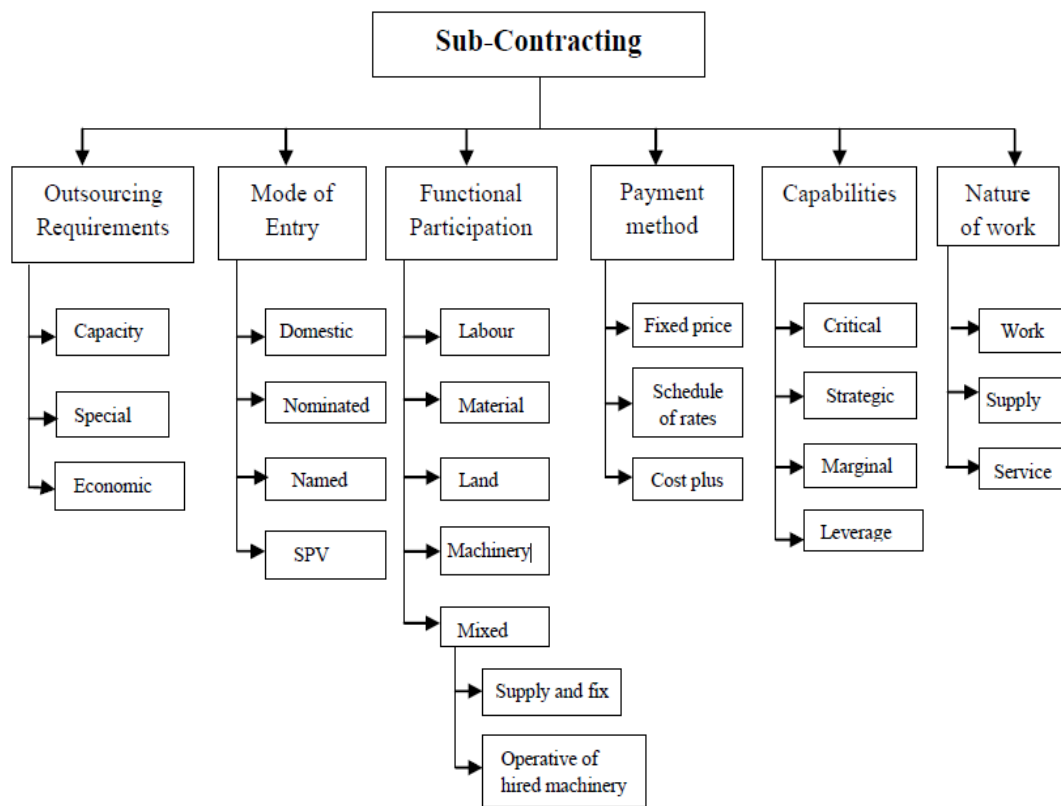 Sub-Contracting
Outsourcing
Requirements
Capacity
Special
Economic
Mode of
Entry
Domestic
Nominated
Named
SPV
Functional
Participation
Labour
Material
Land
Machinery
Mixed
Supply and fix
Operative of
hired machinery
Payment
method
Fixed price
Schedule
of rates
Cost plus
Capabilities
Critical
Strategic
Marginal
Leverage
Nature
of work
Work
Supply
Service